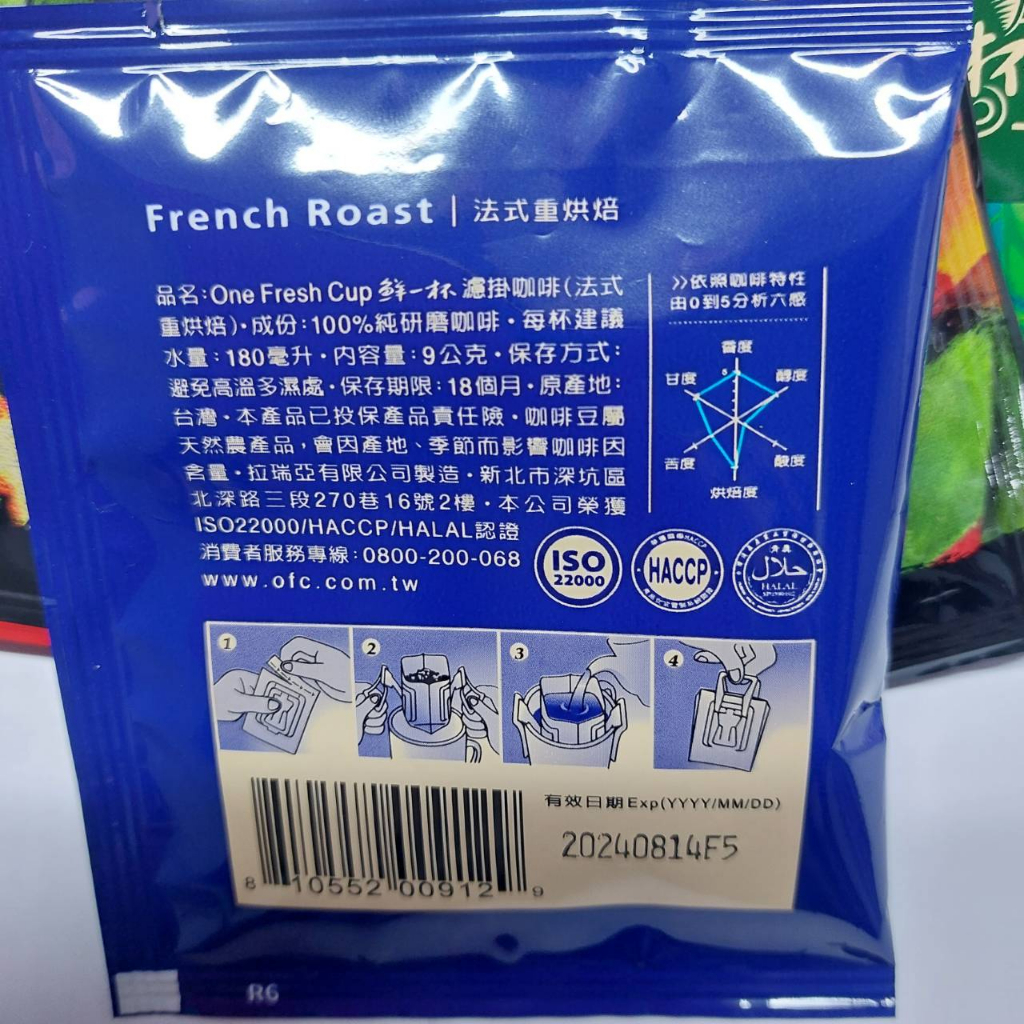 French Roast | 法式重烘焙
品名:One Fresh Cup 鮮一杯 濾掛咖啡(法式
重烘焙)・成份:100%純研磨咖啡・每杯建議
水量:180毫升・內容量:9公克・保存方式:
避免高溫多濕處・保存期限:18個月・原產地:
台灣・本產品已投保產品責任險・咖啡豆屬
天然農產品,會因產地、季節而影響咖啡因
含量・拉瑞亞有限公司製造・新北市深坑區
北深路三段270巷16號2樓・本公司榮獲
ISO22000/HACCP/HALAL認證
消費者服務專線:0800-200-068
www.ofc.com.tw
>>依照咖啡特性
由0到5分析六感
香度
5
甘度
醇度
苦度
酸度
烘焙度
ISO
22000
HACCP
حلال
HALAL
1
2
3
4
有效日期Exp(YYYY/MM/DD)
20240814F5
8 10552 00912 9
R6
杯